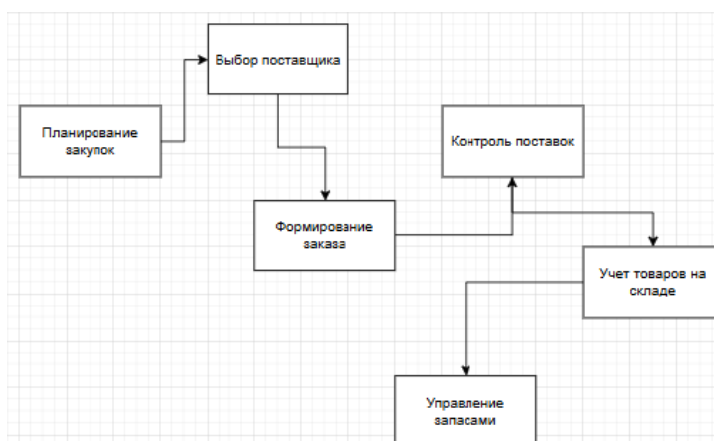 Выбор поставщика
Планирование
закупок
Контроль поставок
Формирование
заказа
Учет товаров на
складе
Управление
запасами